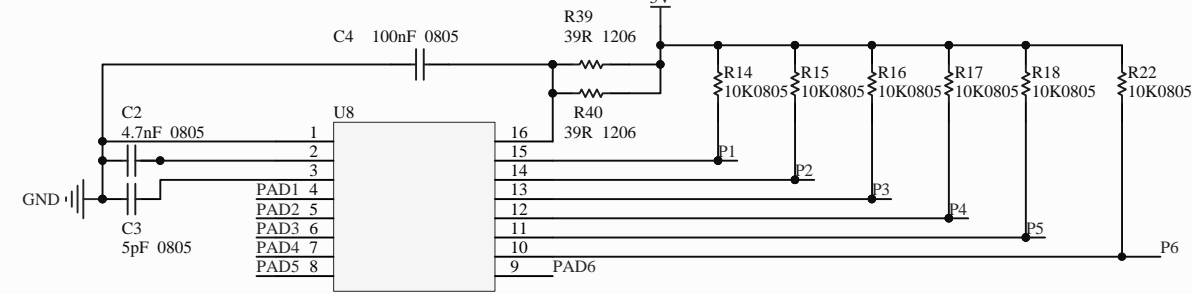 5V
R39
C4 100nF 0805 39R 1206
R14 R15 R16 R17 R18 R22
10K0805 10K0805 10K0805 10K0805 10K0805 10K0805
C2 U8 R40
4.7nF 0805 39R 1206
1 16
2 15 P1
3 14 P2
PAD1 4 13 P3
GND
PAD2 5 12 P4
C3 PAD3 6 11 P5
5pF 0805 PAD4 7 10 P6
PAD5 8 9 PAD6